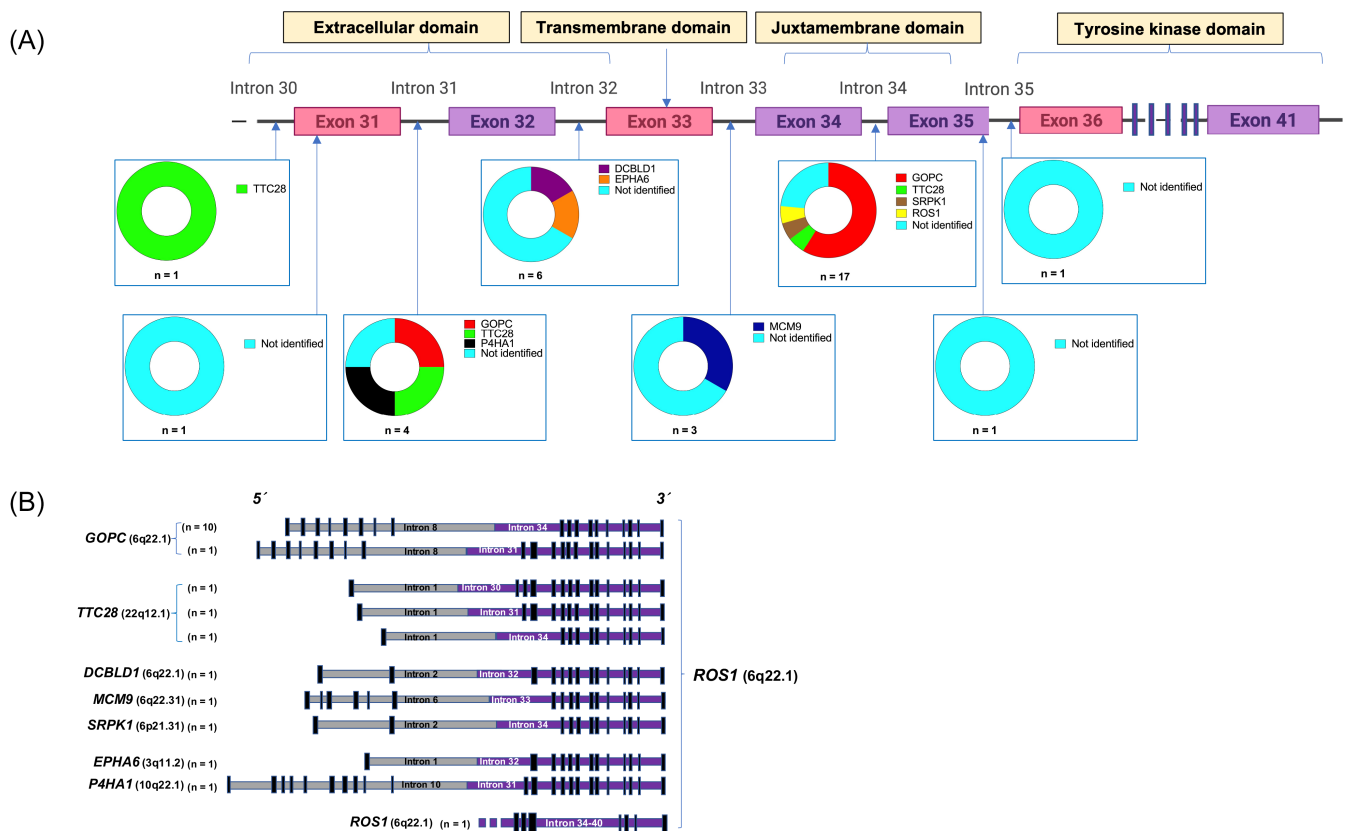 (A)
Extracellular domain
Transmembrane domain
Juxtamembrane domain
Tyrosine kinase domain
Intron 30
Intron 31
Intron 32
Intron 33
Intron 34
Intron 35
Exon 31
Exon 32
Exon 33
Exon 34
Exon 35
Exon 36
Exon 41
TTC28
n = 1
DCBLD1
EPHA6
Not identified
n = 6
GOPC
TTC28
SRPK1
ROS1
Not identified
n = 17
Not identified
n = 1
Not identified
n = 1
GOPC
TTC28
P4HA1
Not identified
n = 4
MCM9
Not identified
n = 3
Not identified
n = 1
(B)
5´ 3´
GOPC (6q22.1)
(n = 10) Intron 8 Intron 34
(n = 1) Intron 8 Intron 31
TTC28 (22q12.1)
(n = 1) Intron 1 Intron 30
(n = 1) Intron 1 Intron 31
(n = 1) Intron 1 Intron 34
DCBLD1 (6q22.1) (n = 1) Intron 2 Intron 32
ROS1 (6q22.1)
MCM9 (6q22.31) (n = 1) Intron 6 Intron 33
SRPK1 (6p21.31) (n = 1) Intron 2 Intron 34
EPHA6 (3q11.2) (n = 1) Intron 1 Intron 32
P4HA1 (10q22.1) (n = 1) Intron 10 Intron 31
ROS1 (6q22.1) (n = 1) Intron 34-40